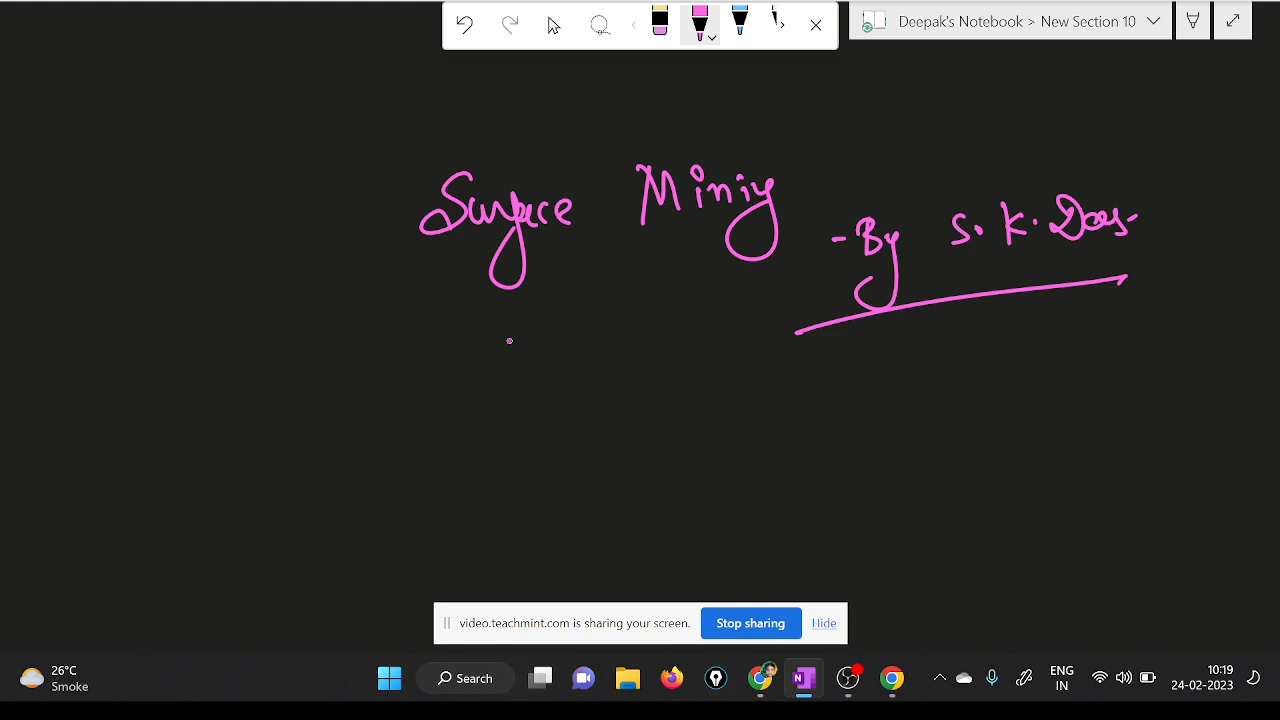 Deepak's Notebook > New Section 10
Surface Mining
- By S. K. Das -
video.teachmint.com is sharing your screen. Stop sharing Hide
26°C
Smoke
Search
ENG
IN
10:19
24-02-2023